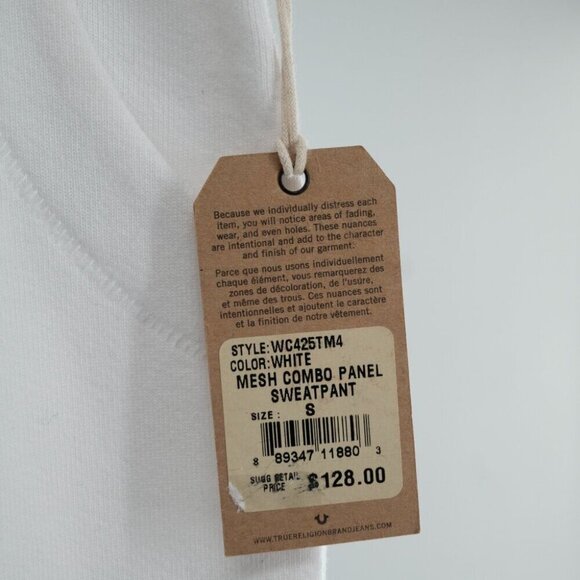 Because we individually distress each
item, you will notice areas of fading,
wear, and even holes. These nuances
are intentional and add to the character
and finish of our garment.
Parce que nous usons individuellement
chaque élément, vous remarquerez des
zones de décoloration, de l'usure,
et même des trous. Ces nuances sont
intentionnelles et ajoutent le caractère
et la finition de notre vêtement.
STYLE:WC425TM4
COLOR:WHITE
MESH COMBO PANEL
SWEATPANT
SIZE: S
8 89347 11880 3
SUGG RETAIL
PRICE $128.00
WWW.TRUERELIGIONBRANDJEANS.COM